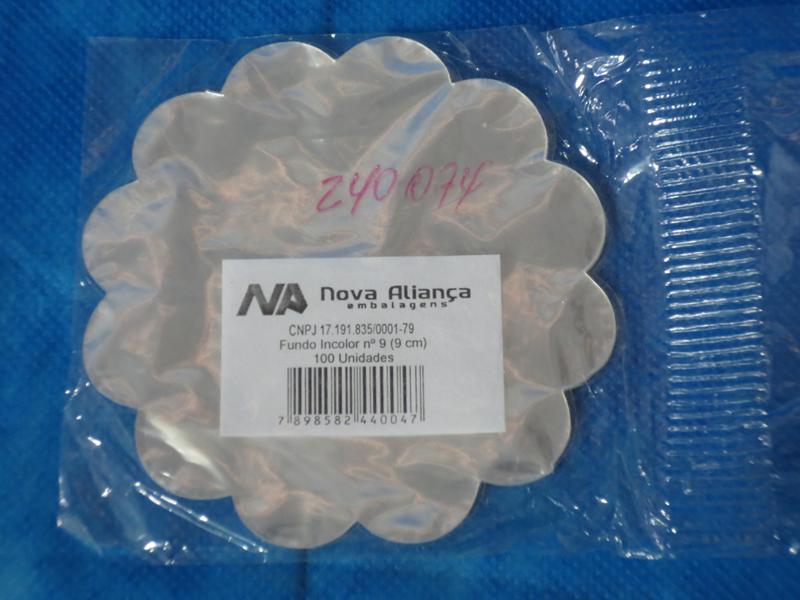 240074
NA Nova Aliança
embalagens
CNPJ 17.191.835/0001-79
Fundo Incolor nº 9 (9 cm)
100 Unidades
7 898582 440047